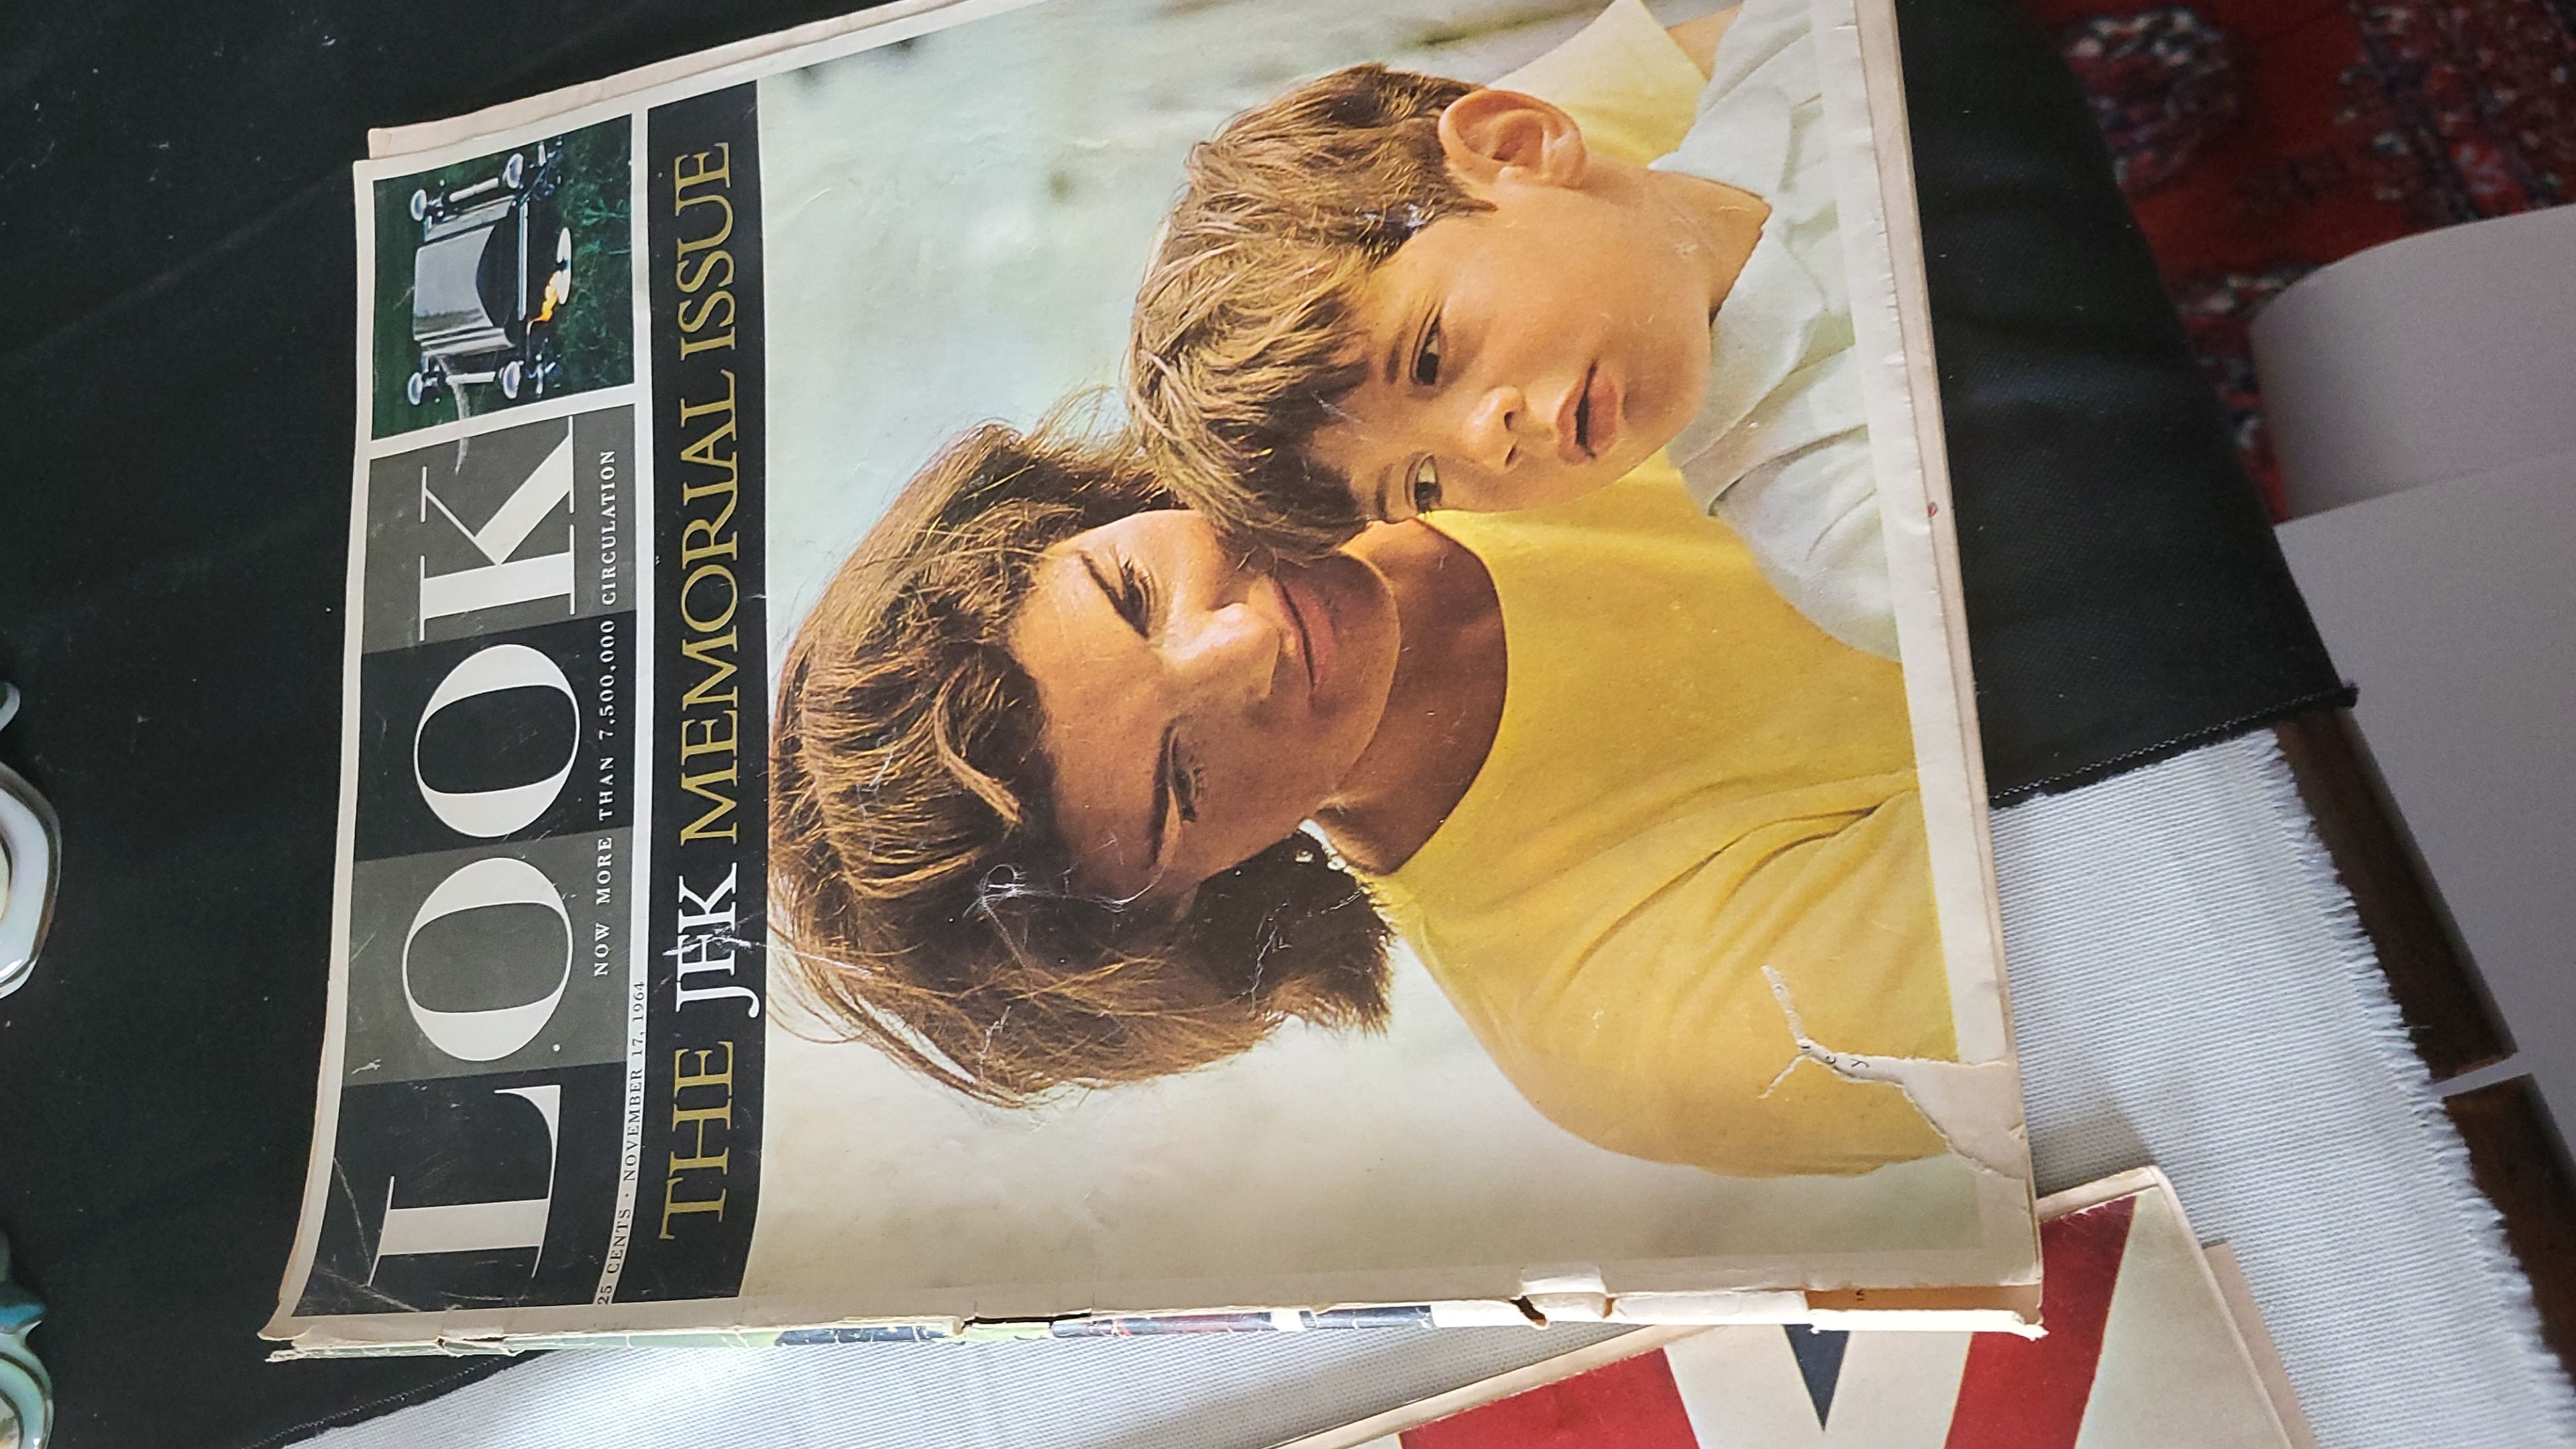 LOOK
NOW MORE THAN 7,500,000 CIRCULATION
25 CENTS · NOVEMBER 17, 1964
THE JFK MEMORIAL ISSUE